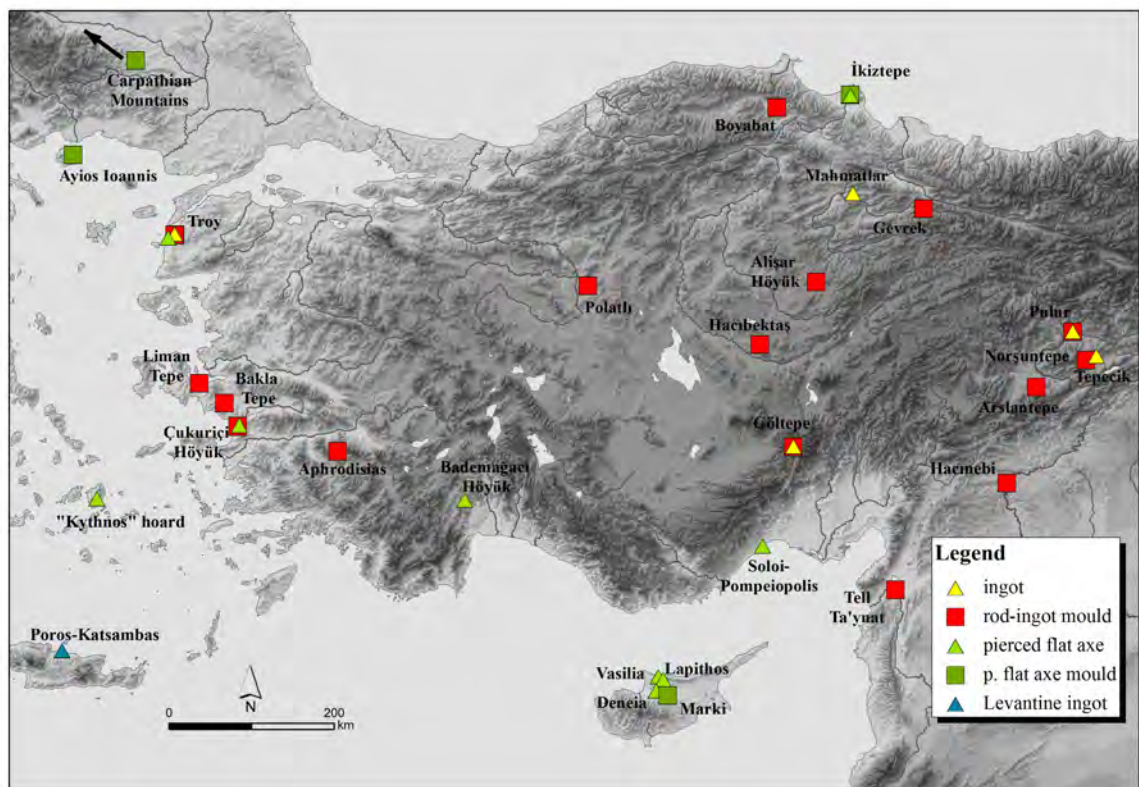 Carpathian
Mountains
İkiztepe
Boyabat
Ayios Ioannis
Mahmatlar
Troy
Gevrek
Alişar
Höyük
Polatlı
Pulur
Hacıbektaş
Norşuntepe
Liman
Tepe
Bakla
Tepe
Tepecik
Arslantepe
Çukuriçi
Höyük
Göltepe
Aphrodisias
Bademağacı
Höyük
Hacınebi
"Kythnos" hoard
Soloi-
Pompeiopolis
Tell
Ta'yuat
Poros-Katsambas
Vasilia
Lapithos
Deneia
Marki
N
0
200
km
Legend
ingot
rod-ingot mould
pierced flat axe
p. flat axe mould
Levantine ingot